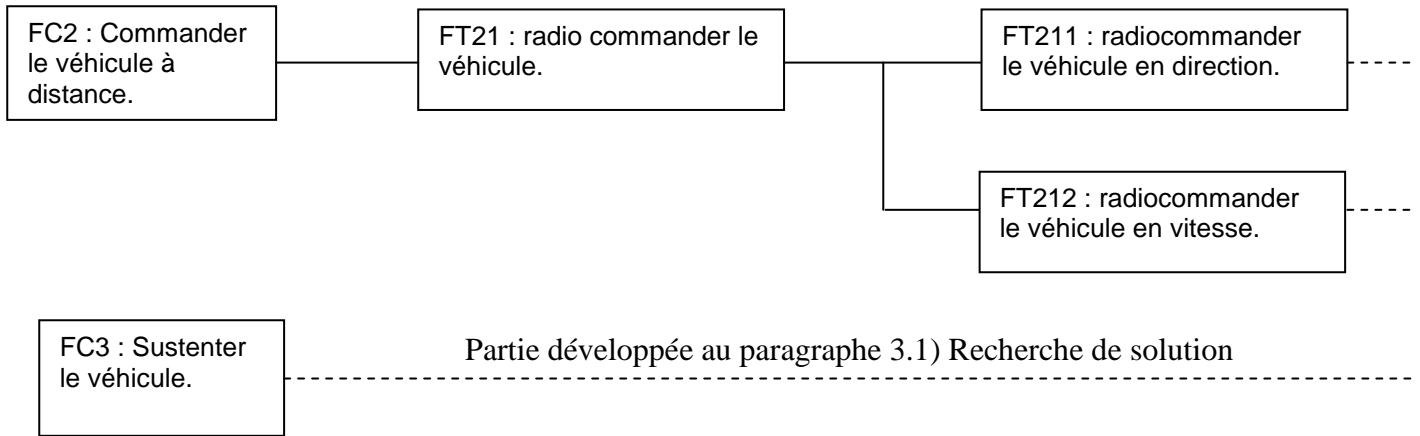 FC2 : Commander
le véhicule à
distance.
FT21 : radio commander le
véhicule.
FT211 : radiocommander
le véhicule en direction.
FT212 : radiocommander
le véhicule en vitesse.
FC3 : Sustenter
le véhicule.
Partie développée au paragraphe 3.1) Recherche de solution